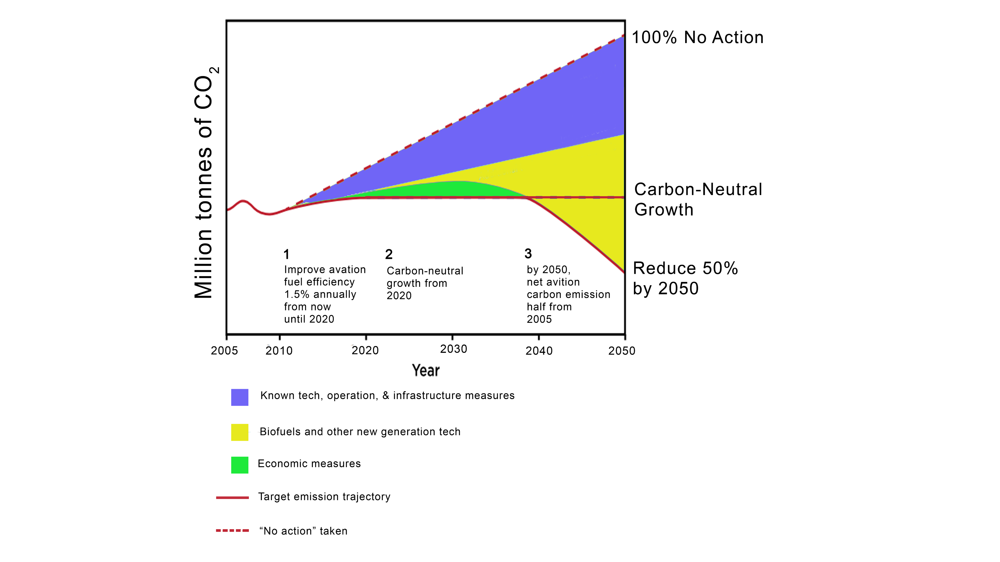 100% No Action
Million tonnes of CO2
Carbon-Neutral
Growth
Reduce 50%
by 2050
1
Improve avation
fuel efficiency
1.5% annually
from now
until 2020
2
Carbon-neutral
growth from
2020
3
by 2050,
net avition
carbon emission
half from
2005
2005 2010 2020 2030 2040 2050
Year
Known tech, operation, & infrastructure measures
Biofuels and other new generation tech
Economic measures
Target emission trajectory
“No action” taken